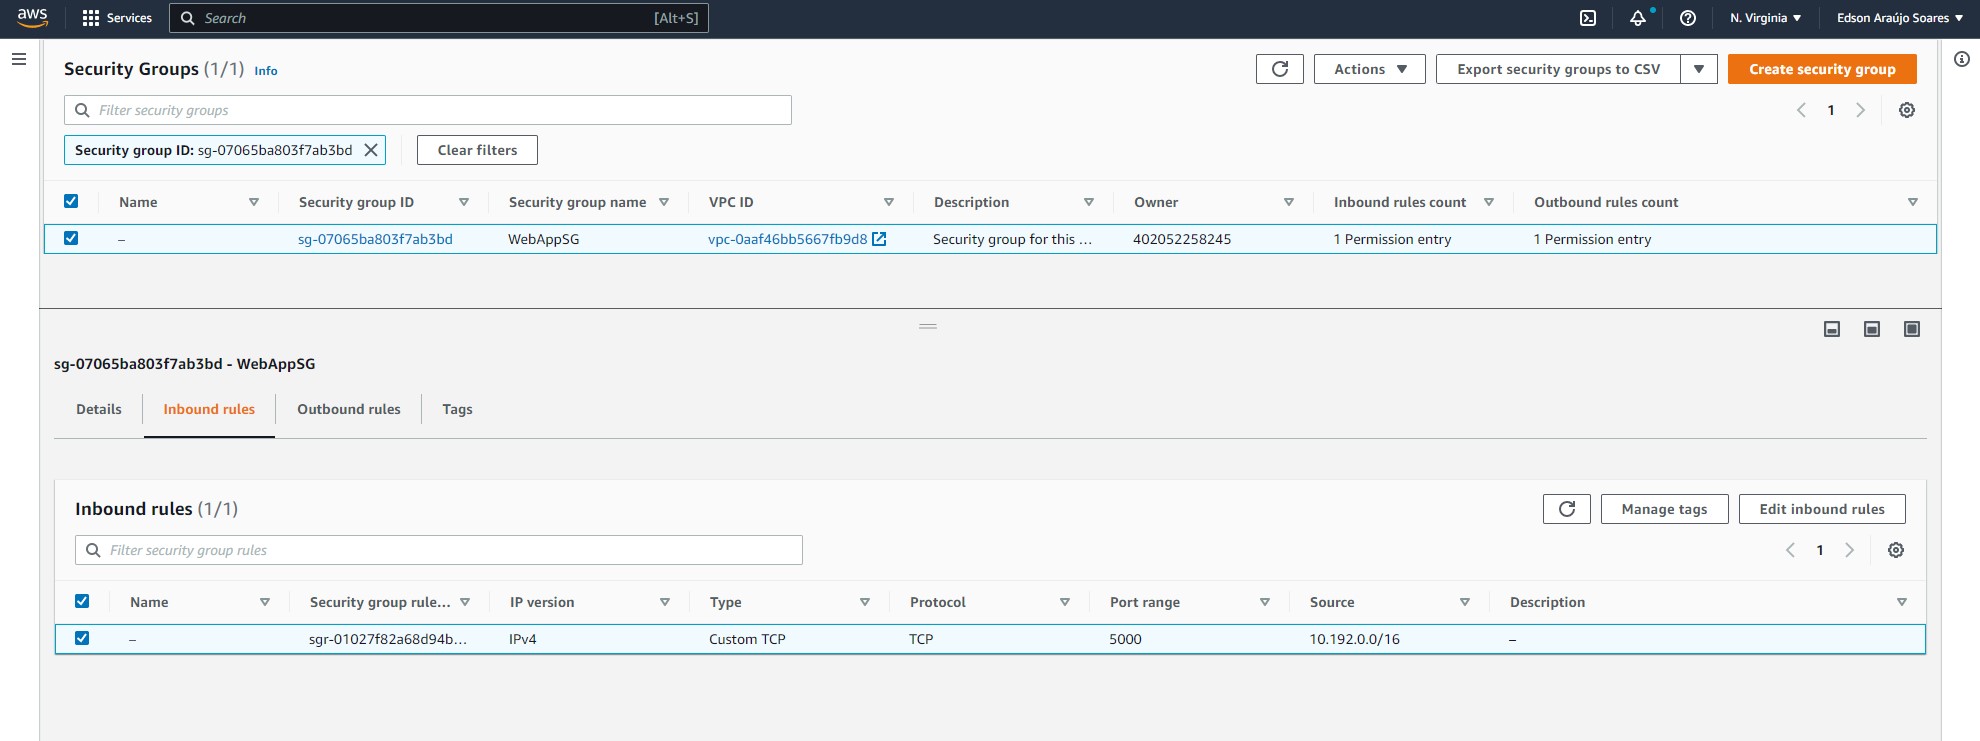 aws Services Search [Alt+S] N. Virginia Edson Araújo Soares
Security Groups (1/1) Info Actions Export security groups to CSV Create security group
Filter security groups 1
Security group ID: sg-07065ba803f7ab3bd Clear filters
Name Security group ID Security group name VPC ID Description Owner Inbound rules count Outbound rules count
– sg-07065ba803f7ab3bd WebAppSG vpc-0aaf46bb5667fb9d8 Security group for this ... 402052258245 1 Permission entry 1 Permission entry
sg-07065ba803f7ab3bd - WebAppSG
Details Inbound rules Outbound rules Tags
Inbound rules (1/1) Manage tags Edit inbound rules
Filter security group rules 1
Name Security group rule... IP version Type Protocol Port range Source Description
– sgr-01027f82a68d94b... IPv4 Custom TCP TCP 5000 10.192.0.0/16 –